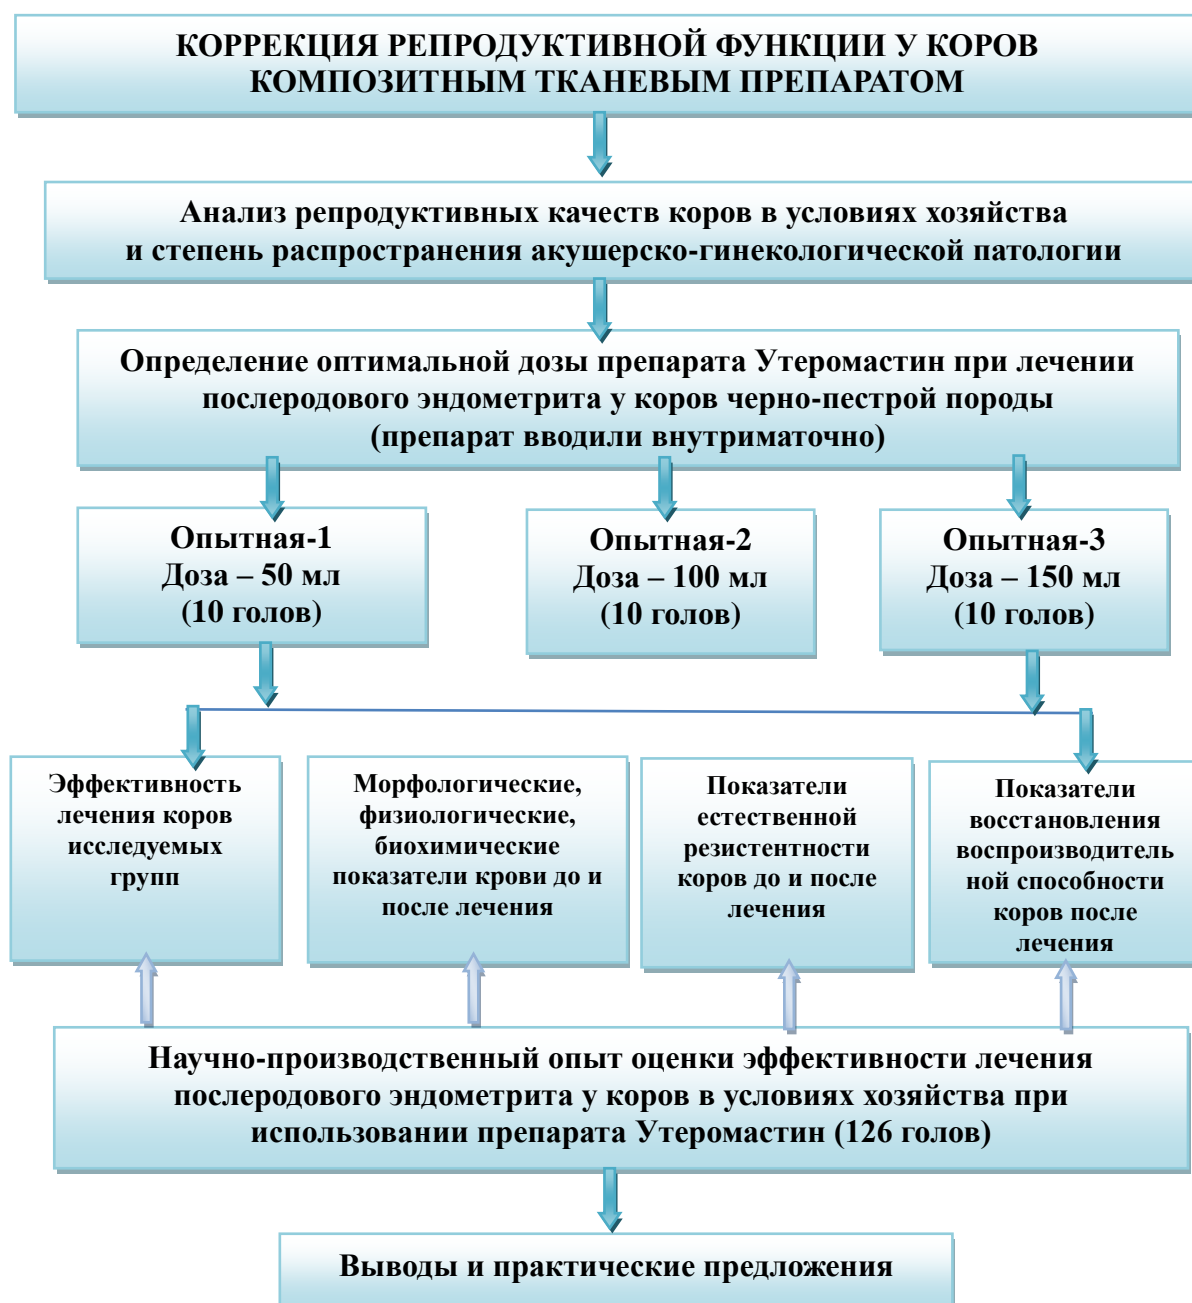 КОРРЕКЦИЯ РЕПРОДУКТИВНОЙ ФУНКЦИИ У КОРОВ
КОМПОЗИТНЫМ ТКАНЕВЫМ ПРЕПАРАТОМ
Анализ репродуктивных качеств коров в условиях хозяйства
и степень распространения акушерско-гинекологической патологии
Определение оптимальной дозы препарата Утеромастин при лечении
послеродового эндометрита у коров черно-пестрой породы
(препарат вводили внутриматочно)
Опытная-1
Доза – 50 мл
(10 голов)
Опытная-2
Доза – 100 мл
(10 голов)
Опытная-3
Доза – 150 мл
(10 голов)
Эффективность
лечения коров
исследуемых
групп
Морфологические,
физиологические,
биохимические
показатели крови до и
после лечения
Показатели
естественной
резистентности
коров до и после
лечения
Показатели
восстановления
воспроизводитель
ной способности
коров после
лечения
Научно-производственный опыт оценки эффективности лечения
послеродового эндометрита у коров в условиях хозяйства при
использовании препарата Утеромастин (126 голов)
Выводы и практические предложения